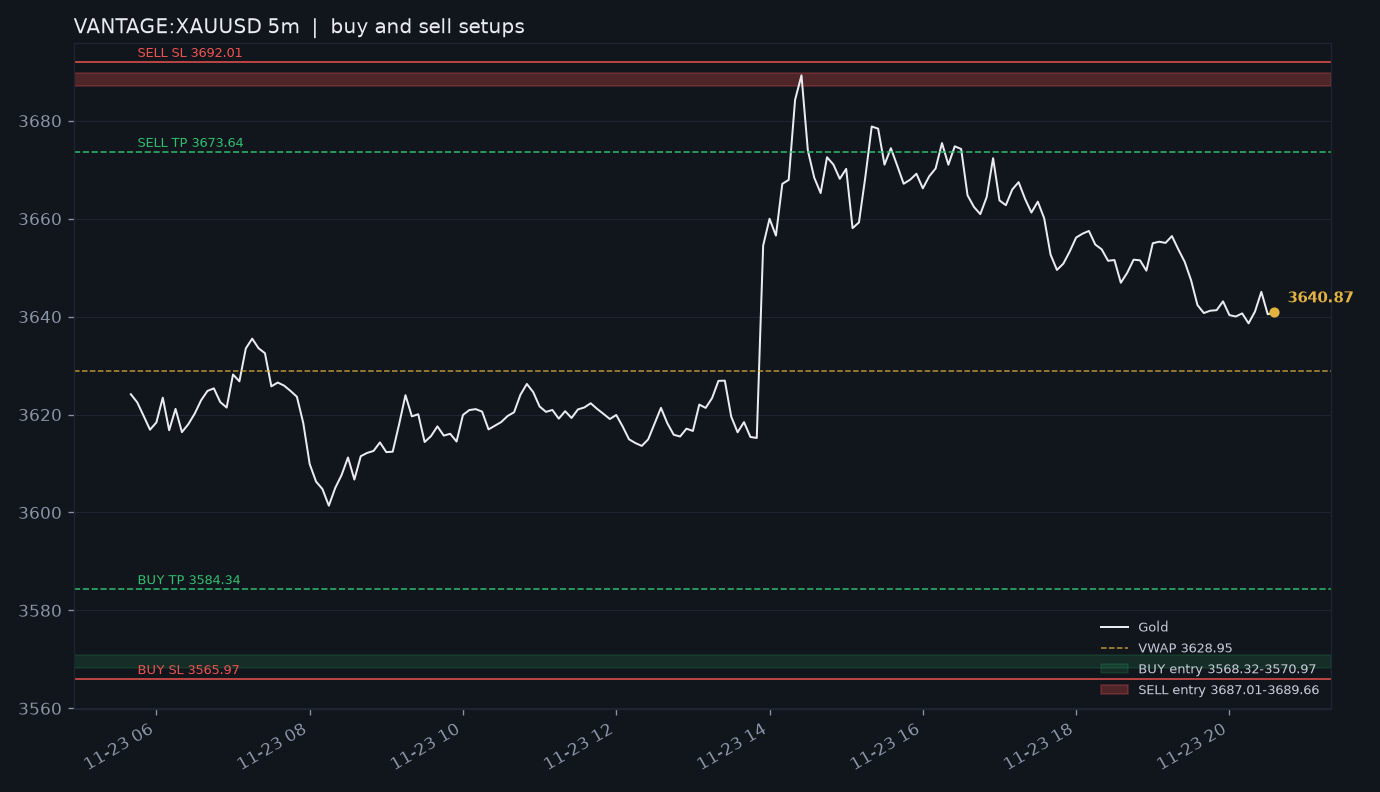 VANTAGE:XAUUSD 5m | buy and sell setups
SELL SL 3692.01
3680
SELL TP 3673.64
3660
3640
3640.87
3620
3600
BUY TP 3584.34
3580
Gold
VWAP 3628.95
BUY SL 3565.97
BUY entry 3568.32-3570.97
SELL entry 3687.01-3689.66
3560
11-23 06
11-23 08
11-23 10
11-23 12
11-23 14
11-23 16
11-23 18
11-23 20